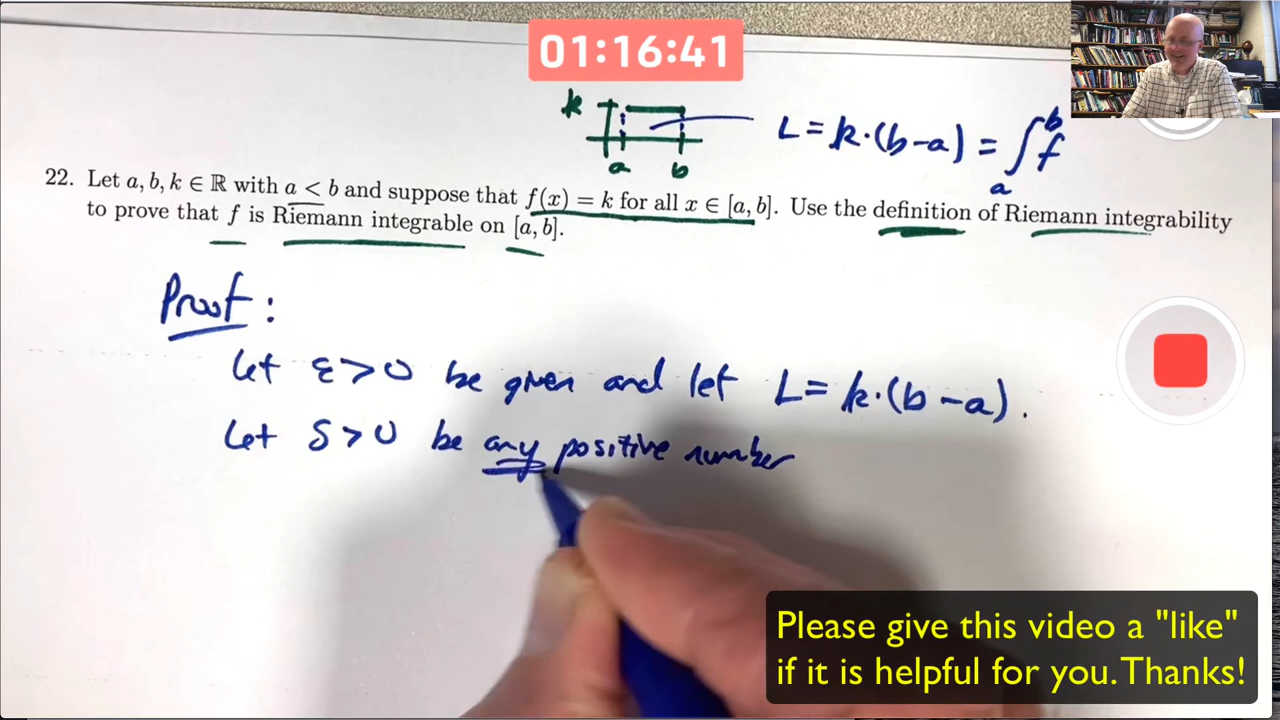 01:16:41
k
a
b
L = k·(b-a) = ∫_a^b f
22. Let a, b, k ∈ ℝ with a < b and suppose that f(x) = k for all x ∈ [a, b]. Use the definition of Riemann integrability
to prove that f is Riemann integrable on [a, b].
Proof:
Let ε > 0 be given and let L = k·(b-a).
Let δ > 0 be any positive number
Please give this video a "like"
if it is helpful for you. Thanks!